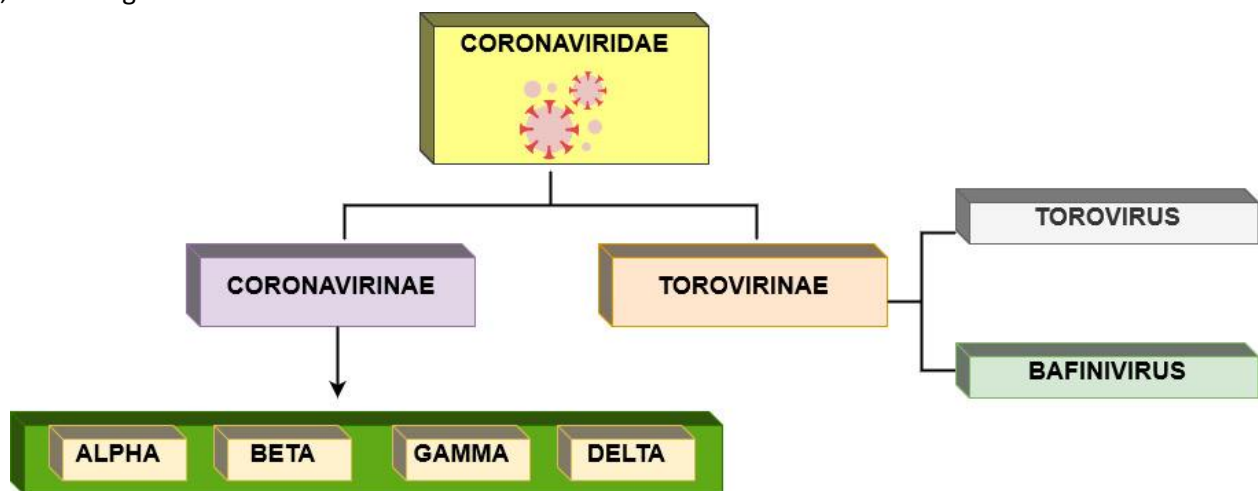 CORONAVIRIDAE
CORONAVIRINAE
TOROVIRINAE
TOROVIRUS
BAFINIVIRUS
ALPHA
BETA
GAMMA
DELTA